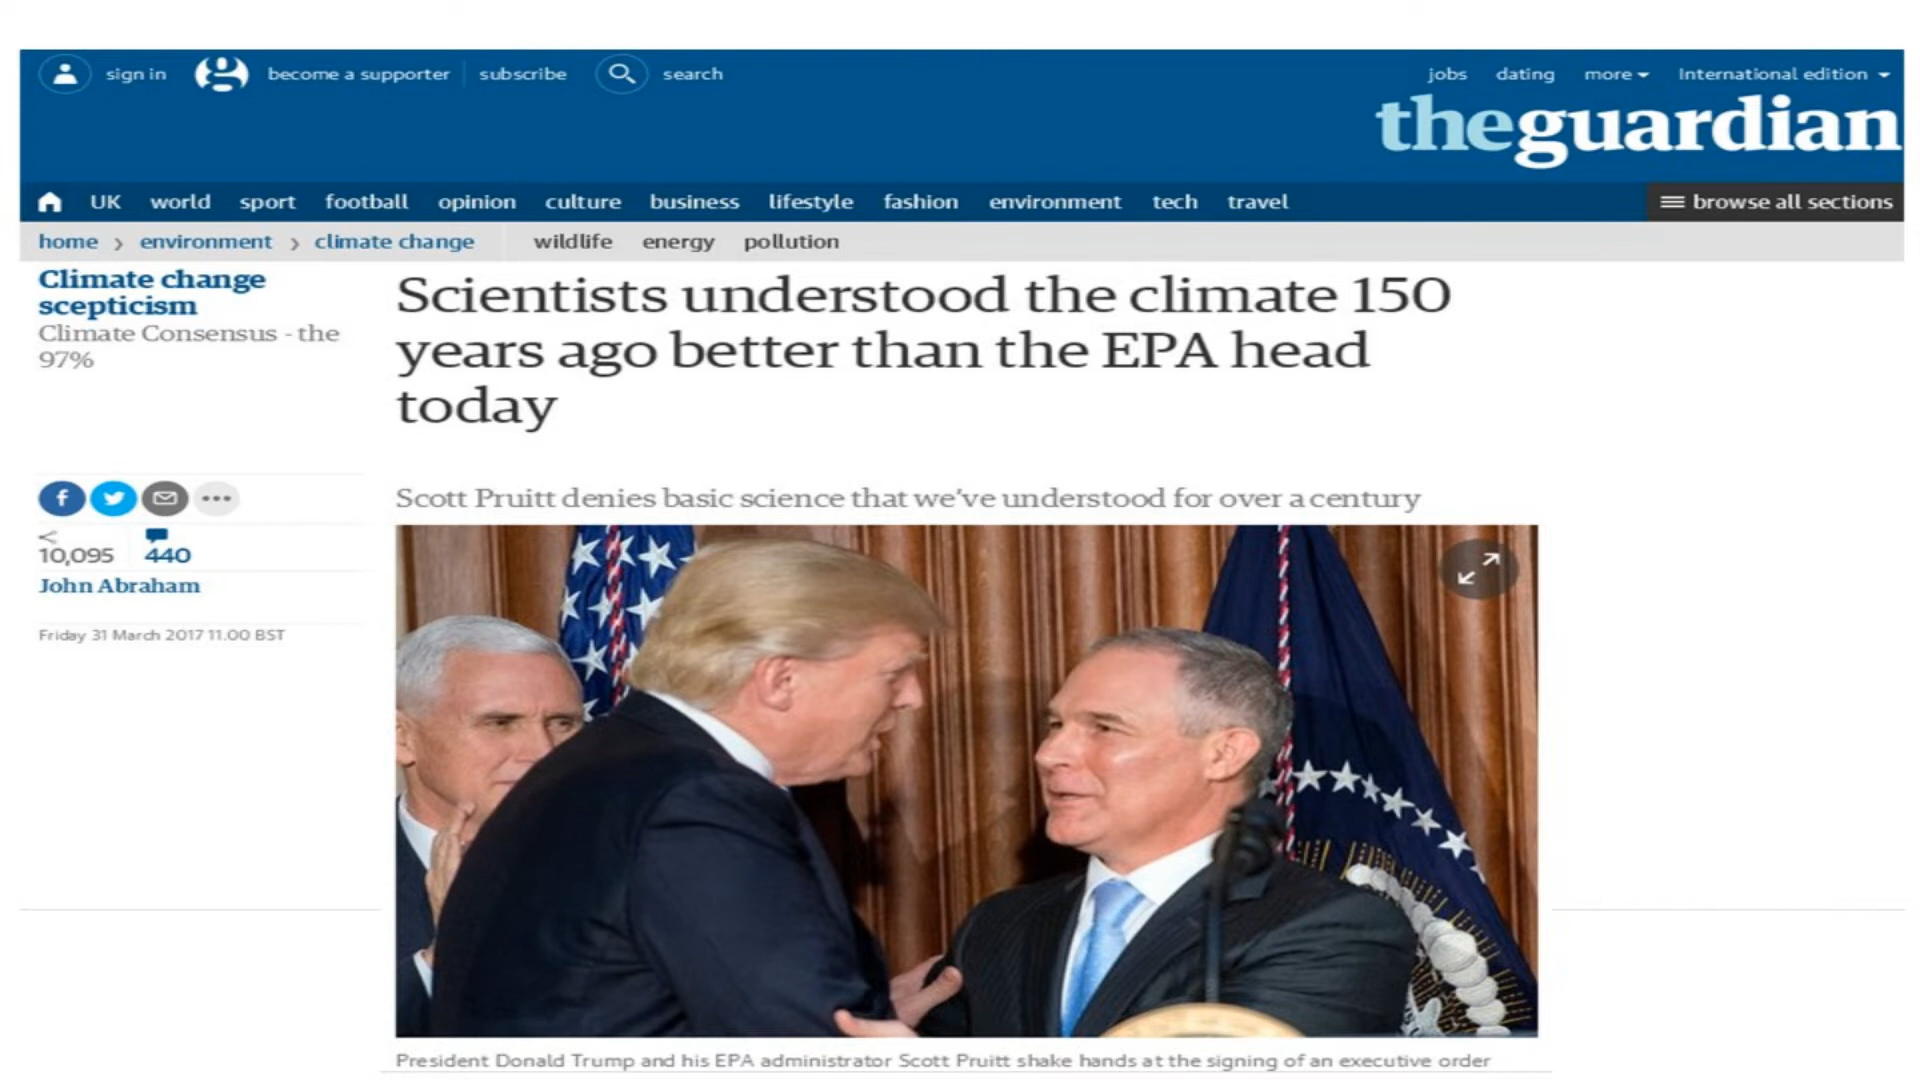 sign in become a supporter subscribe search jobs dating more International edition
theguardian
UK world sport football opinion culture business lifestyle fashion environment tech travel browse all sections
home › environment › climate change wildlife energy pollution
Climate change
scepticism
Climate Consensus - the
97%
Scientists understood the climate 150
years ago better than the EPA head
today
Scott Pruitt denies basic science that we've understood for over a century
10,095 440
John Abraham
Friday 31 March 2017 11.00 BST
President Donald Trump and his EPA administrator Scott Pruitt shake hands at the signing of an executive order